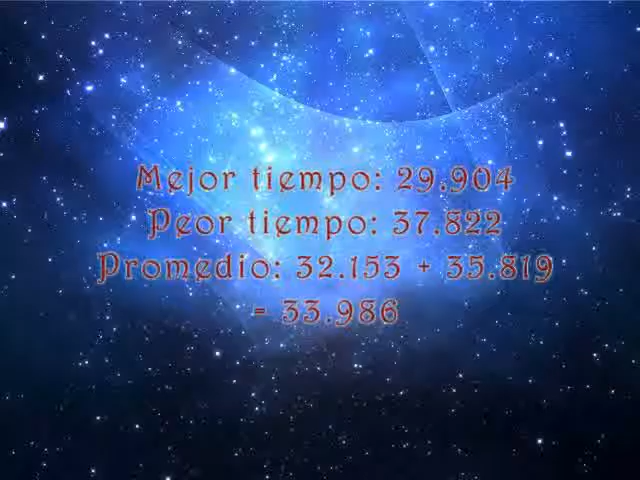 Mejor tiempo: 29.904
Peor tiempo: 37.822
Promedio: 32.153 + 35.819
= 33.986